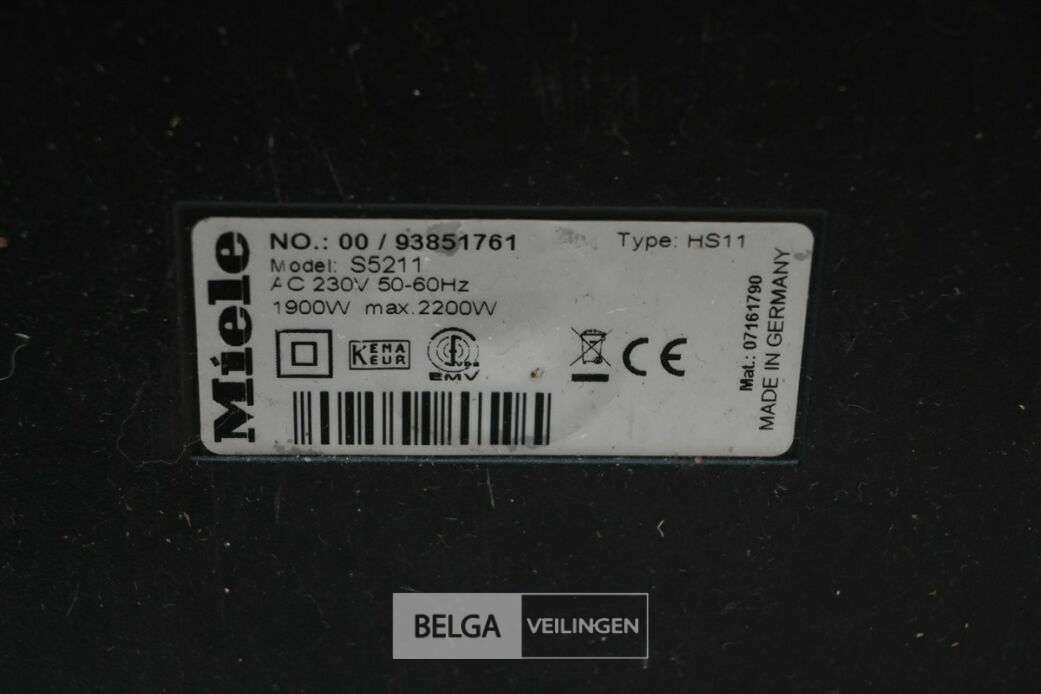 Miele
NO.: 00 / 93851761
Type: HS11
Model: S5211
AC 230V 50-60Hz
1900W max.2200W
KEMA
KEUR
VDE
EMV
CE
Mat.: 07161790
MADE IN GERMANY
BELGA VEILINGEN